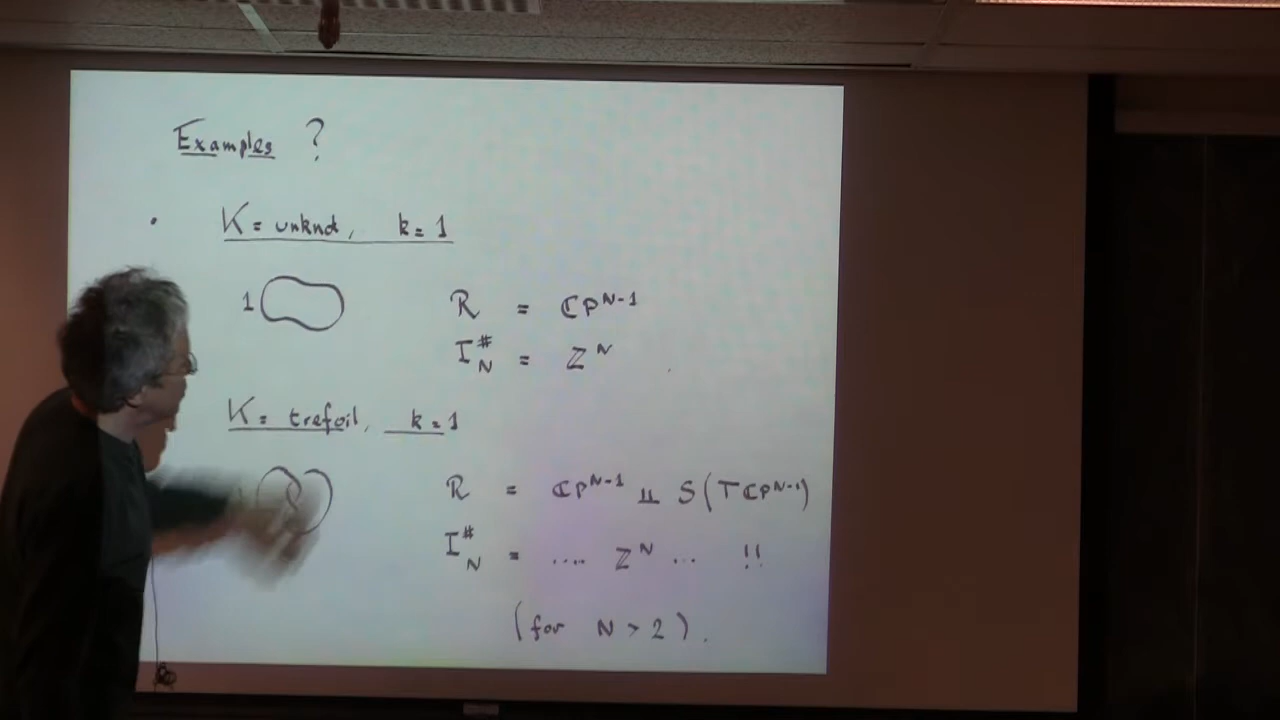 Examples ?
• K = unknot, k = 1
1
R = ℂP^{N-1}
I^#_N = ℤ^N .
K = trefoil, k = 1
R = ℂP^{N-1} ⨿ S(Tℂℙ^{N-1})
I^#_N = .... ℤ^N ... !!
(for N > 2).